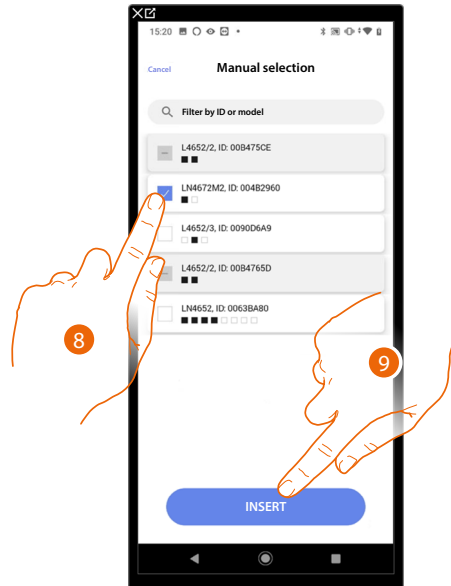 15:20
Cancel
Manual selection
Filter by ID or model
L4652/2, ID: 00B475CE
LN4672M2, ID: 004B2960
L4652/3, ID: 0090D6A9
L4652/2, ID: 00B4765D
LN4652, ID: 0063BA80
8
9
INSERT